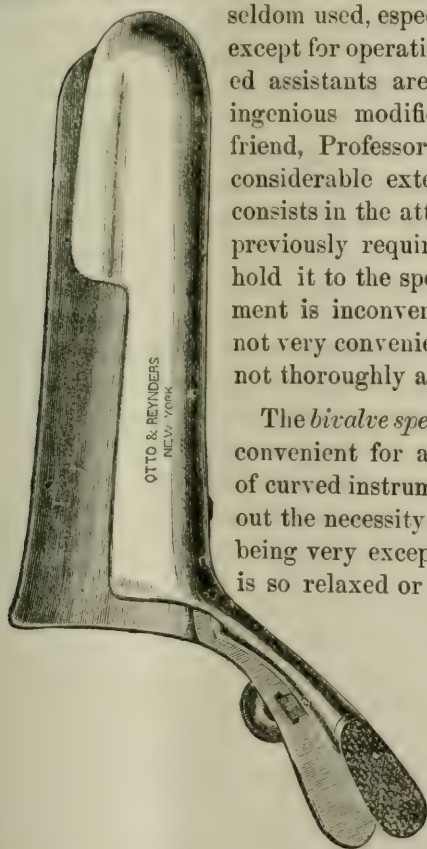 seldom used, espec
except for operati
ed assistants are
ingenious modific
friend, Professor
considerable exte
consists in the att
previously requir
hold it to the spe
ment is inconven
not very convenie
not thoroughly a
The bivalve spe
convenient for a
of curved instrum
out the necessity
being very excep
is so relaxed or
OTTO & REYNDERS
NEW YORK